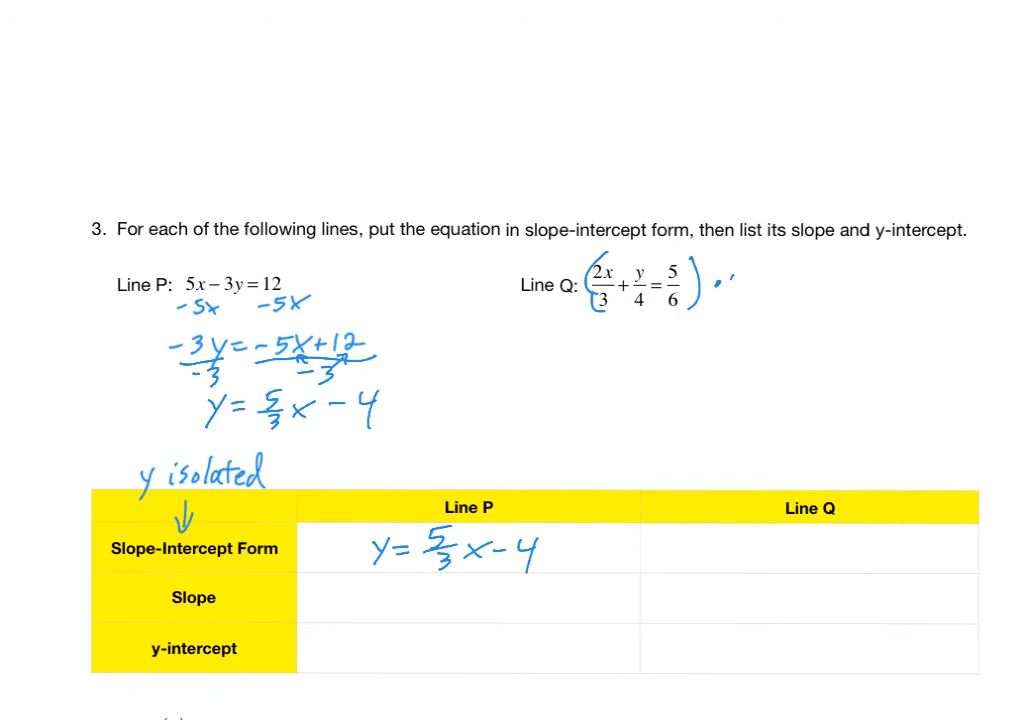 3. For each of the following lines, put the equation in slope-intercept form, then list its slope and y-intercept.
Line P: 5x − 3y = 12
-5x -5x
-3y = -5x+12
-3 -3
y = 5/3 x - 4
Line Q: (2x/3 + y/4 = 5/6) ·
y isolated
↓
Line P Line Q
Slope-Intercept Form y = 5/3 x - 4
Slope
y-intercept